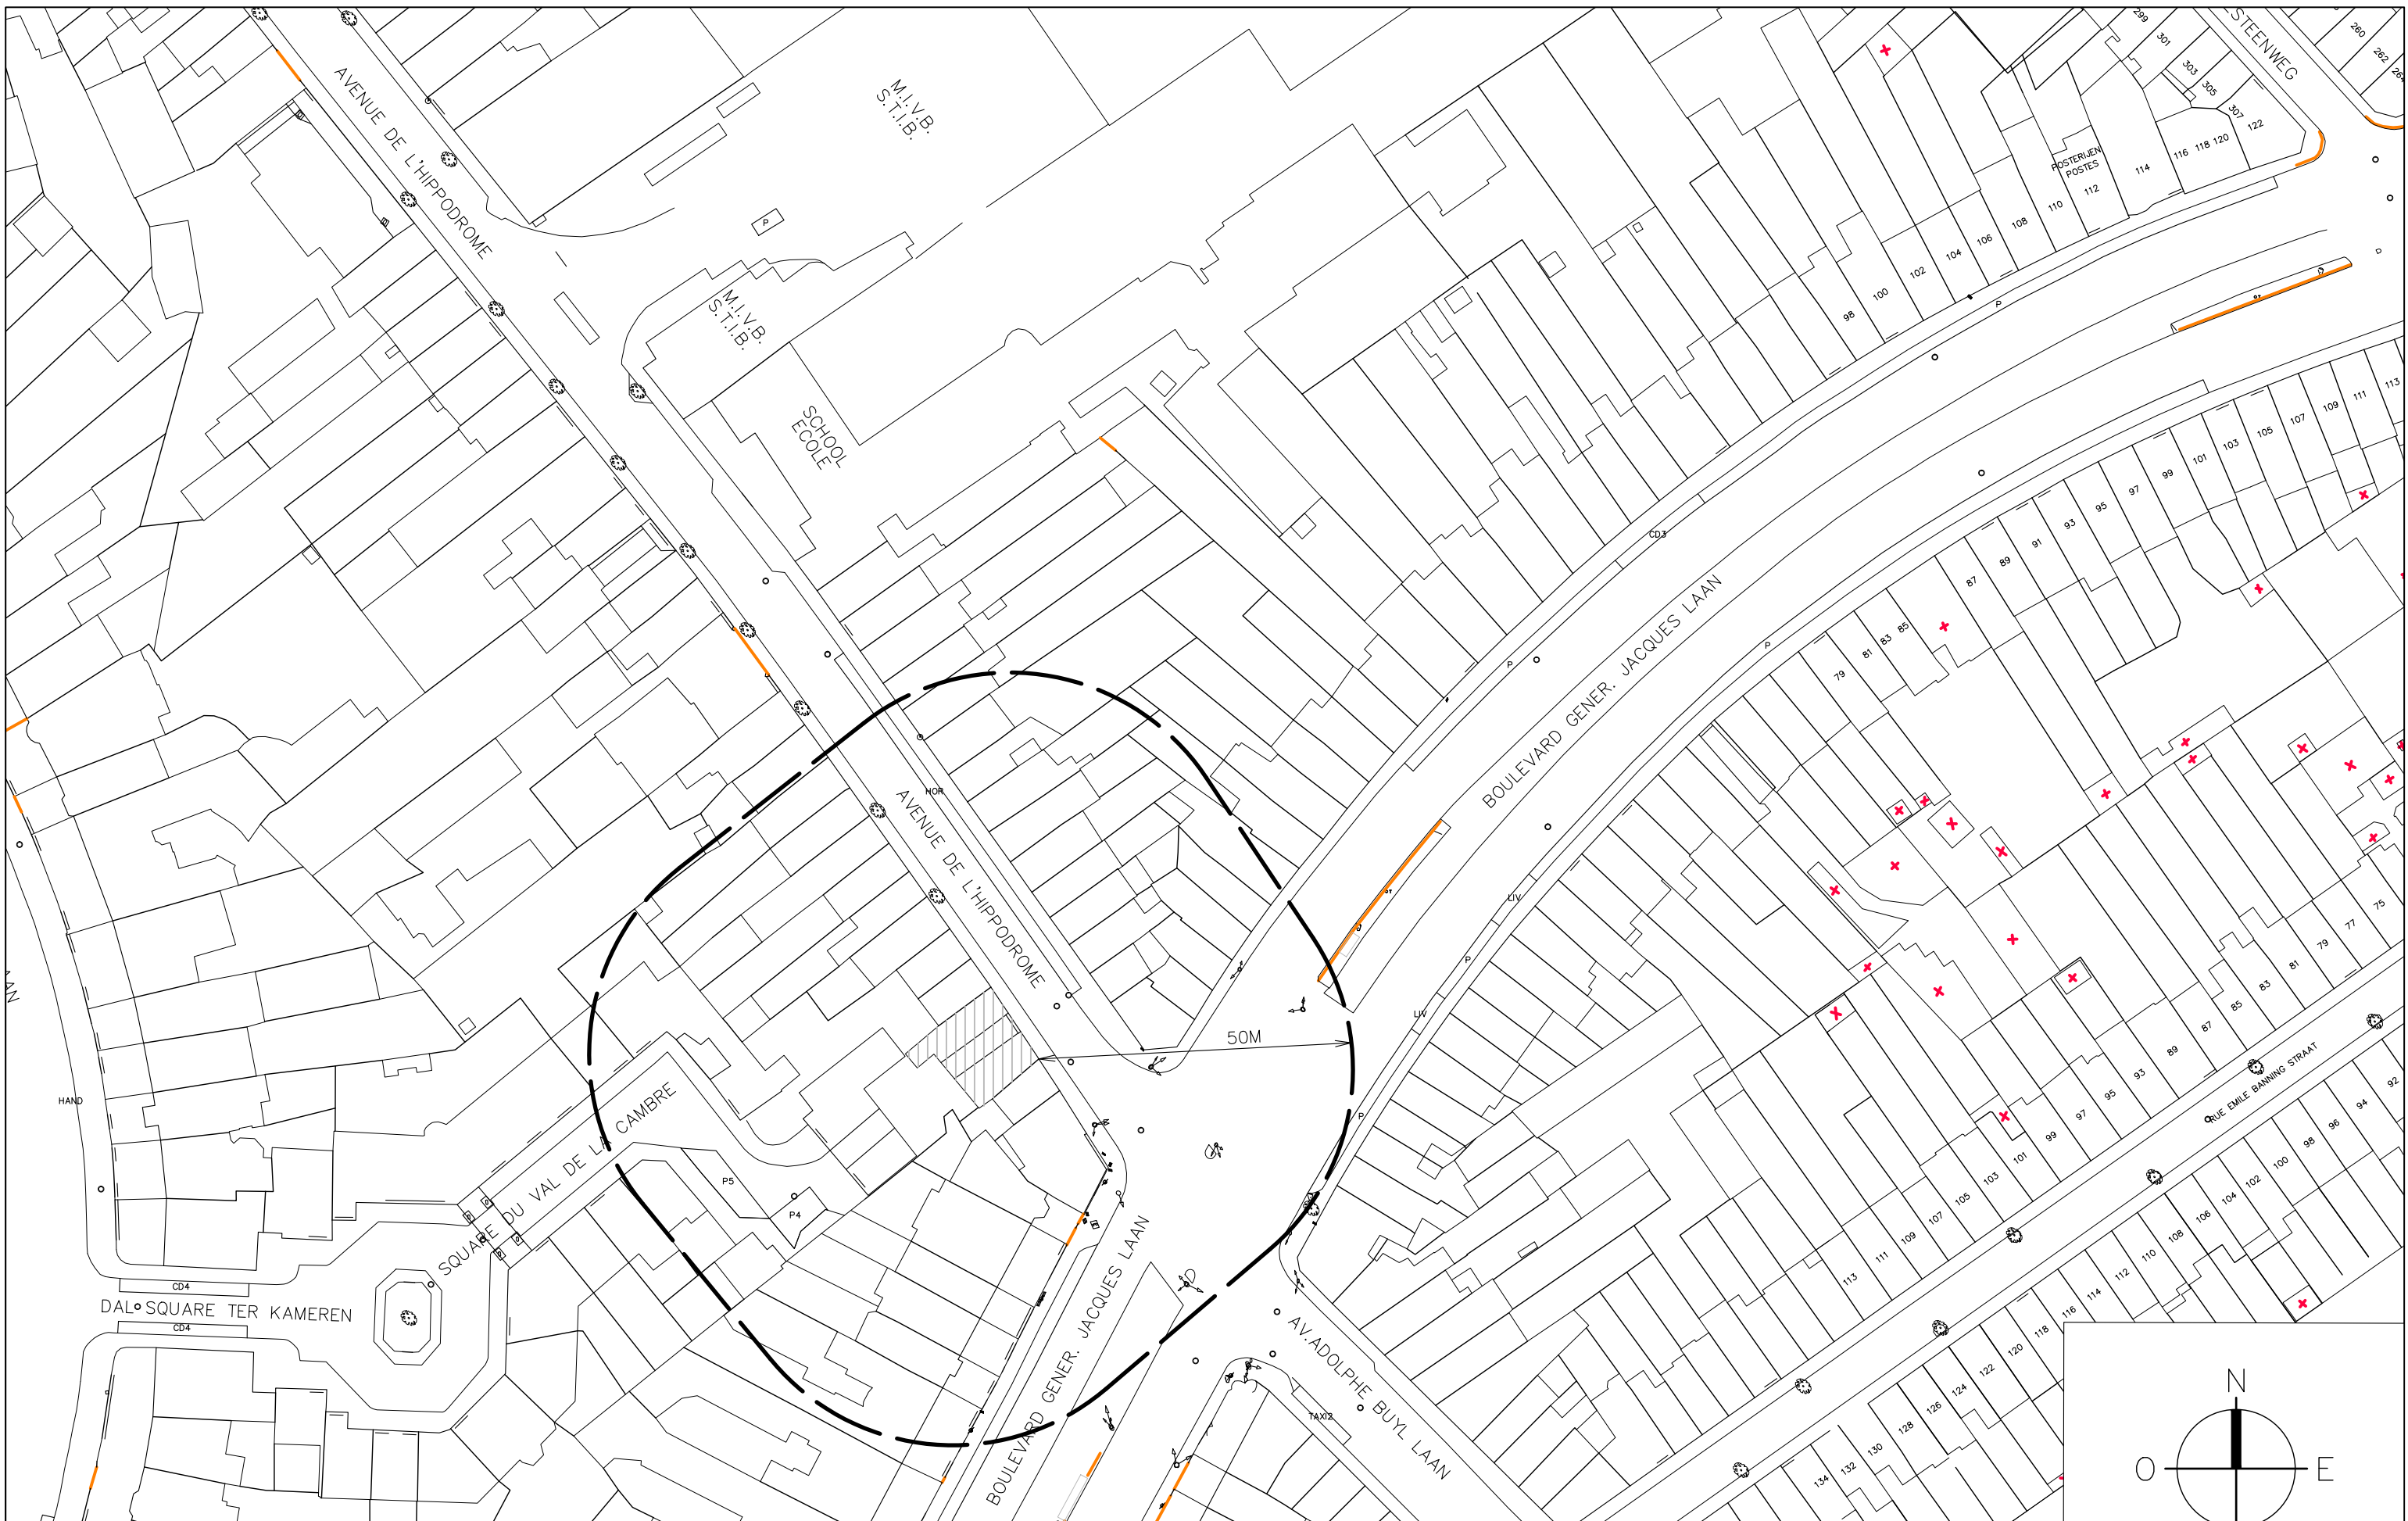 AVENUE DE L'HIPPODROME
M.I.V.B.
S.T.I.B.
M.I.V.B.
S.T.I.B.
SCHOOL
ECOLE
STEENWEG
299
301
303
305
307
260
262
264
POSTERIJEN
POSTES
98
100
102
104
106
108
110
112
114
116
118
120
122
P
P
CD3
P
BOULEVARD GENER. JACQUES LAAN
79
81
83
85
87
89
91
93
95
97
99
101
103
105
107
109
111
113
P
HOR
AVENUE DE L'HIPPODROME
LIV
P
LIV
P
50M
HAND
SQUARE DU VAL DE LA CAMBRE
P5
P4
CD4
DAL SQUARE TER KAMEREN
CD4
BOULEVARD GENER. JACQUES LAAN
AV.ADOLPHE BUYL LAAN
TAXI2
RUE EMILE BANNING STRAAT
75
77
79
81
83
85
87
89
93
95
97
99
101
103
105
107
109
111
113
92
94
96
98
100
102
104
106
108
110
112
114
116
118
120
122
124
126
128
130
132
134
N
O
E